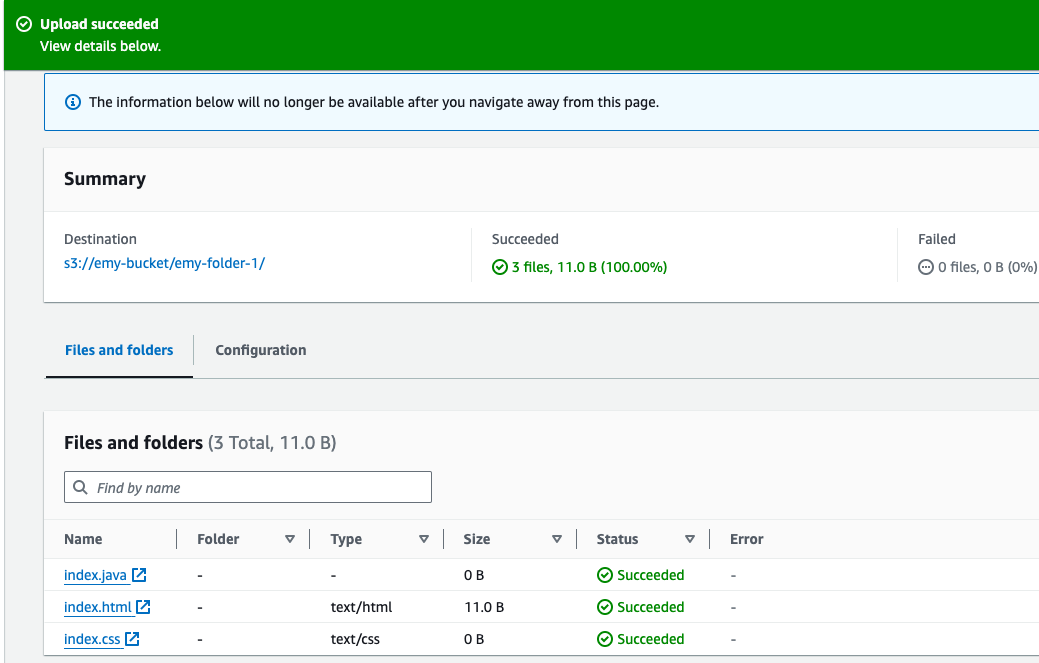 Upload succeeded
View details below.
The information below will no longer be available after you navigate away from this page.
Summary
Destination Succeeded Failed
s3://emy-bucket/emy-folder-1/ 3 files, 11.0 B (100.00%) 0 files, 0 B (0%)
Files and folders Configuration
Files and folders (3 Total, 11.0 B)
Find by name
Name Folder Type Size Status Error
index.java - - 0 B Succeeded -
index.html - text/html 11.0 B Succeeded -
index.css - text/css 0 B Succeeded -